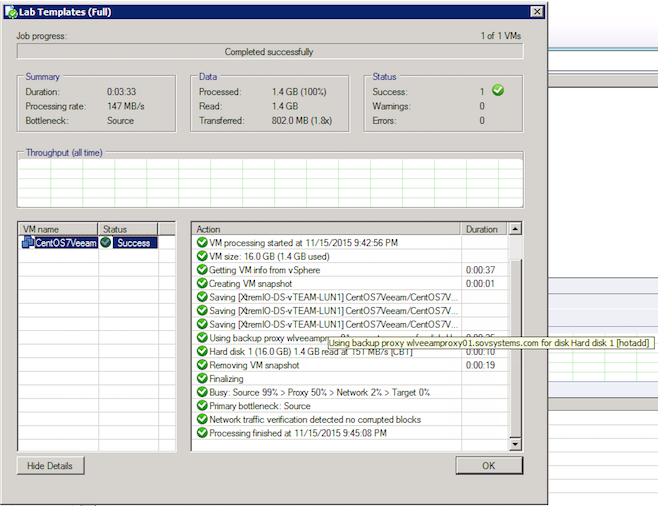 Lab Templates (Full)
Job progress: 1 of 1 VMs
Completed successfully
Summary
Duration: 0:03:33
Processing rate: 147 MB/s
Bottleneck: Source
Data
Processed: 1.4 GB (100%)
Read: 1.4 GB
Transferred: 802.0 MB (1.8x)
Status
Success: 1
Warnings: 0
Errors: 0
Throughput (all time)
VM name Status
CentOS7Veeam Success
Action Duration
VM processing started at 11/15/2015 9:42:56 PM
VM size: 16.0 GB (1.4 GB used)
Getting VM info from vSphere 0:00:37
Creating VM snapshot 0:00:01
Saving [XtremIO-DS-vTEAM-LUN1] CentOS7Veeam/CentOS7V...
Saving [XtremIO-DS-vTEAM-LUN1] CentOS7Veeam/CentOS7V...
Saving [XtremIO-DS-vTEAM-LUN1] CentOS7Veeam/CentOS7V...
Using backup proxy wlveeamproxy01
Using backup proxy wlveeamproxy01.sovsystems.com for disk Hard disk 1 [hotadd]
Hard disk 1 (16.0 GB) 1.4 GB read at 151 MB/s [CBT] 0:00:10
Removing VM snapshot 0:00:19
Finalizing
Busy: Source 99% > Proxy 50% > Network 2% > Target 0%
Primary bottleneck: Source
Network traffic verification detected no corrupted blocks
Processing finished at 11/15/2015 9:45:08 PM
Hide Details
OK